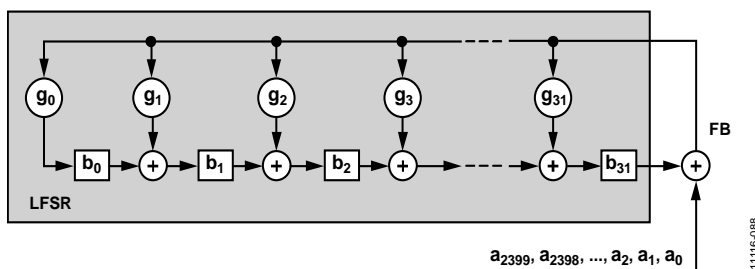 g0 g1 g2 g3 g31
FB
b0 + b1 + b2 + + b31 +
LFSR
a2399, a2398, ..., a2, a1, a0
11116-088